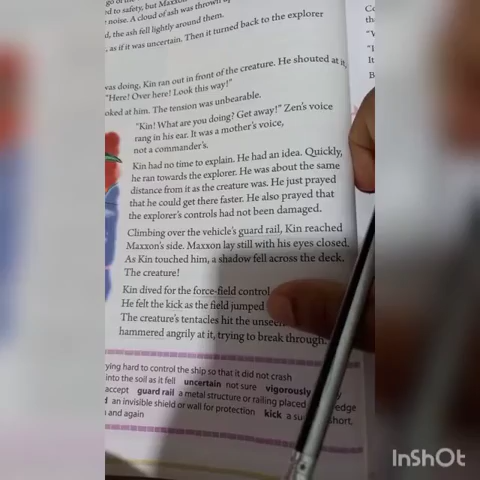 ed to safety, but Maxxon
noise. A cloud of ash was thrown
d, the ash fell lightly around them.
, as if it was uncertain. Then it turned back to the explorer
was doing, Kin ran out in front of the creature. He shouted at it,
"Here! Over here! Look this way!"
oked at him. The tension was unbearable.
"Kin! What are you doing? Get away!" Zen's voice
rang in his ear. It was a mother's voice,
not a commander's.
Kin had no time to explain. He had an idea. Quickly,
he ran towards the explorer. He was about the same
distance from it as the creature was. He just prayed
that he could get there faster. He also prayed that
the explorer's controls had not been damaged.
Climbing over the vehicle's guard rail, Kin reached
Maxxon's side. Maxxon lay still with his eyes closed.
As Kin touched him, a shadow fell across the deck.
The creature!
Kin dived for the force-field control
He felt the kick as the field jumped
The creature's tentacles hit the unseen
hammered angrily at it, trying to break through.
ying hard to control the ship so that it did not crash
into the soil as it fell uncertain not sure vigorously
accept guard rail a metal structure or railing placed edge
an invisible shield or wall for protection kick a su short,
and again
InShOt